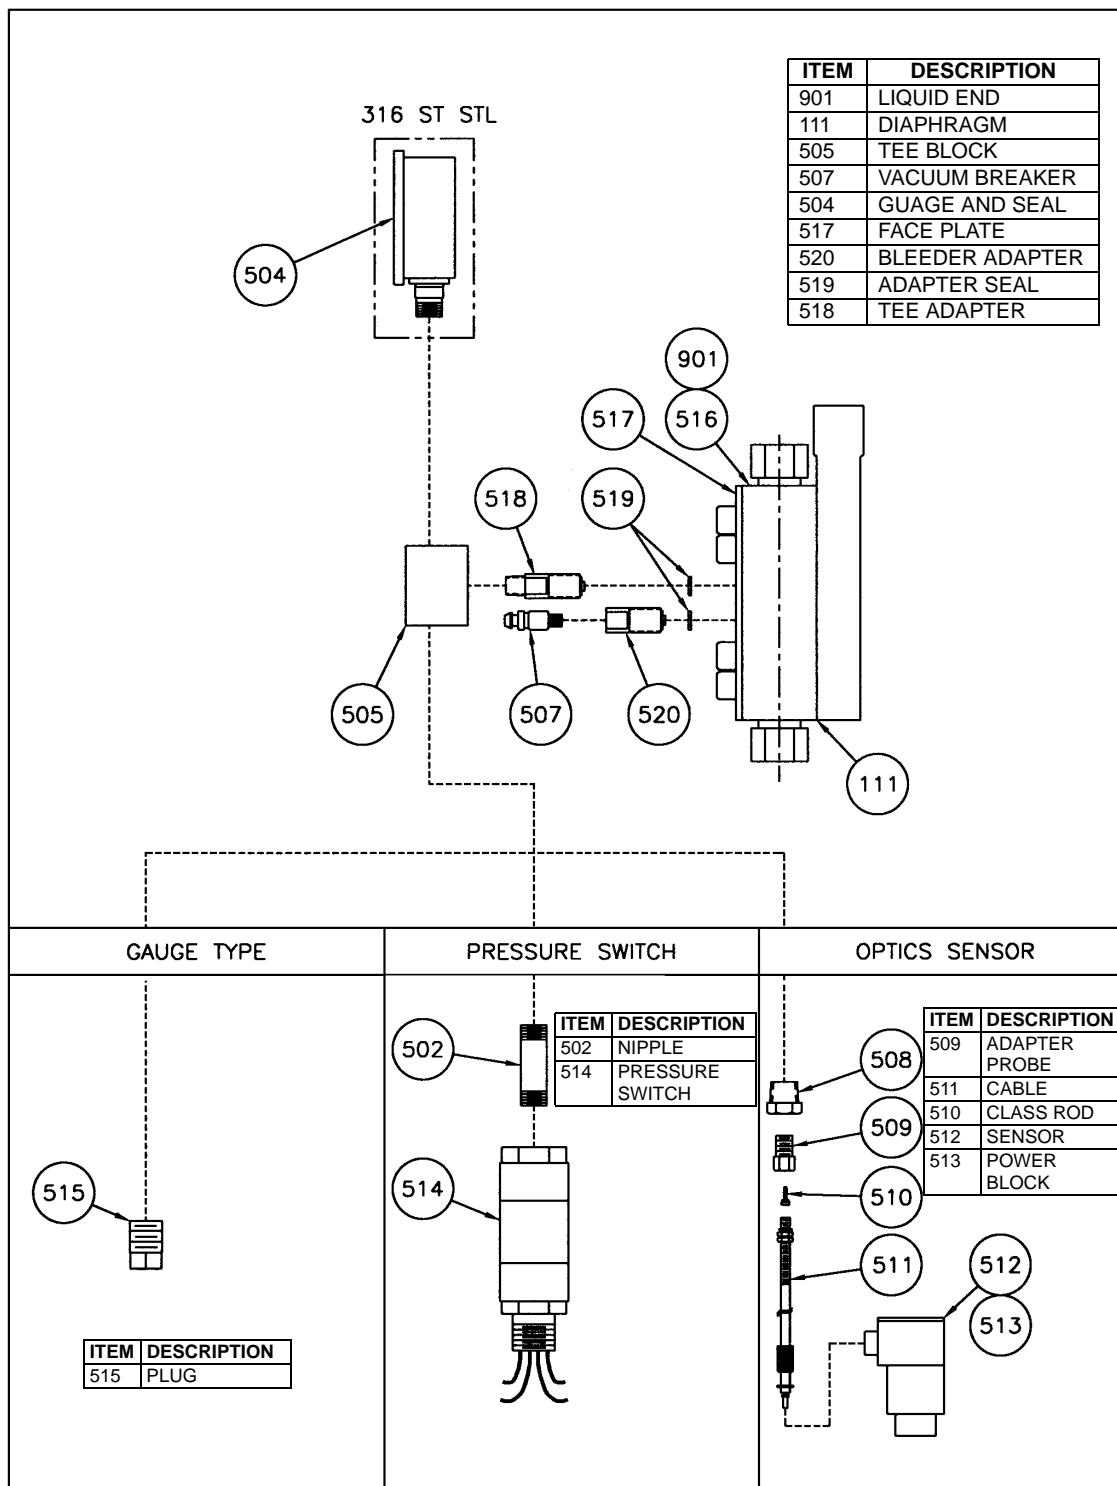 ITEM DESCRIPTION
901 LIQUID END
111 DIAPHRAGM
505 TEE BLOCK
507 VACUUM BREAKER
504 GUAGE AND SEAL
517 FACE PLATE
520 BLEEDER ADAPTER
519 ADAPTER SEAL
518 TEE ADAPTER
316 ST STL
504
901
517
516
518
519
505
507
520
111
GAUGE TYPE
PRESSURE SWITCH
OPTICS SENSOR
515
ITEM DESCRIPTION
515 PLUG
502
ITEM DESCRIPTION
502 NIPPLE
514 PRESSURE
SWITCH
514
508
509
510
511
512
513
ITEM DESCRIPTION
509 ADAPTER
PROBE
511 CABLE
510 CLASS ROD
512 SENSOR
513 POWER
BLOCK